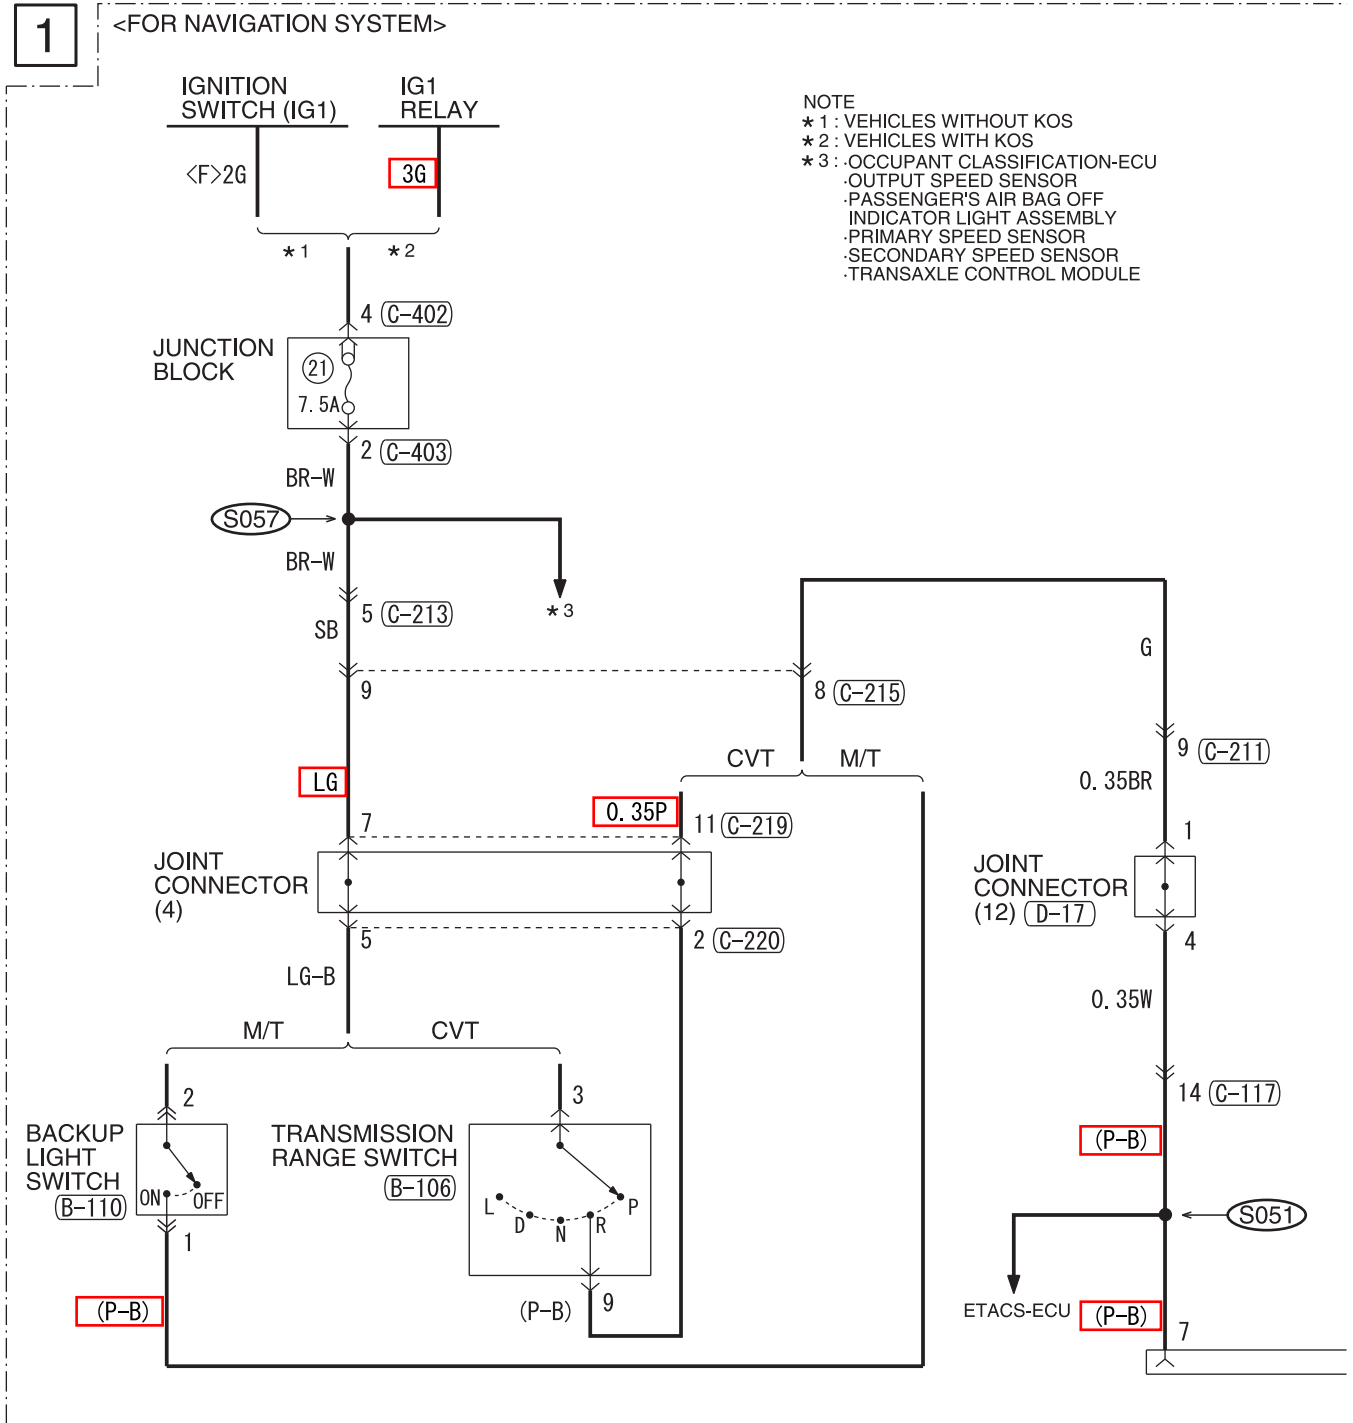 1
<FOR NAVIGATION SYSTEM>
IGNITION
SWITCH (IG1)
IG1
RELAY
<F>2G
3G
*1
*2
NOTE
*1 : VEHICLES WITHOUT KOS
*2 : VEHICLES WITH KOS
*3 : ·OCCUPANT CLASSIFICATION-ECU
·OUTPUT SPEED SENSOR
·PASSENGER'S AIR BAG OFF
INDICATOR LIGHT ASSEMBLY
·PRIMARY SPEED SENSOR
·SECONDARY SPEED SENSOR
·TRANSAXLE CONTROL MODULE
4 C-402
JUNCTION
BLOCK
21
7.5A
2 C-403
BR-W
S057
BR-W
*3
5 C-213
SB
G
9
8 C-215
CVT
M/T
9 C-211
LG
0.35P
0.35BR
7
11 C-219
1
JOINT
CONNECTOR
(4)
JOINT
CONNECTOR
(12) D-17
5
2 C-220
4
LG-B
0.35W
M/T
CVT
2
3
14 C-117
BACKUP
LIGHT
SWITCH
B-110
ON
OFF
TRANSMISSION
RANGE SWITCH
B-106
L
D
N
R
P
(P-B)
S051
1
(P-B)
(P-B)
9
ETACS-ECU
(P-B)
7